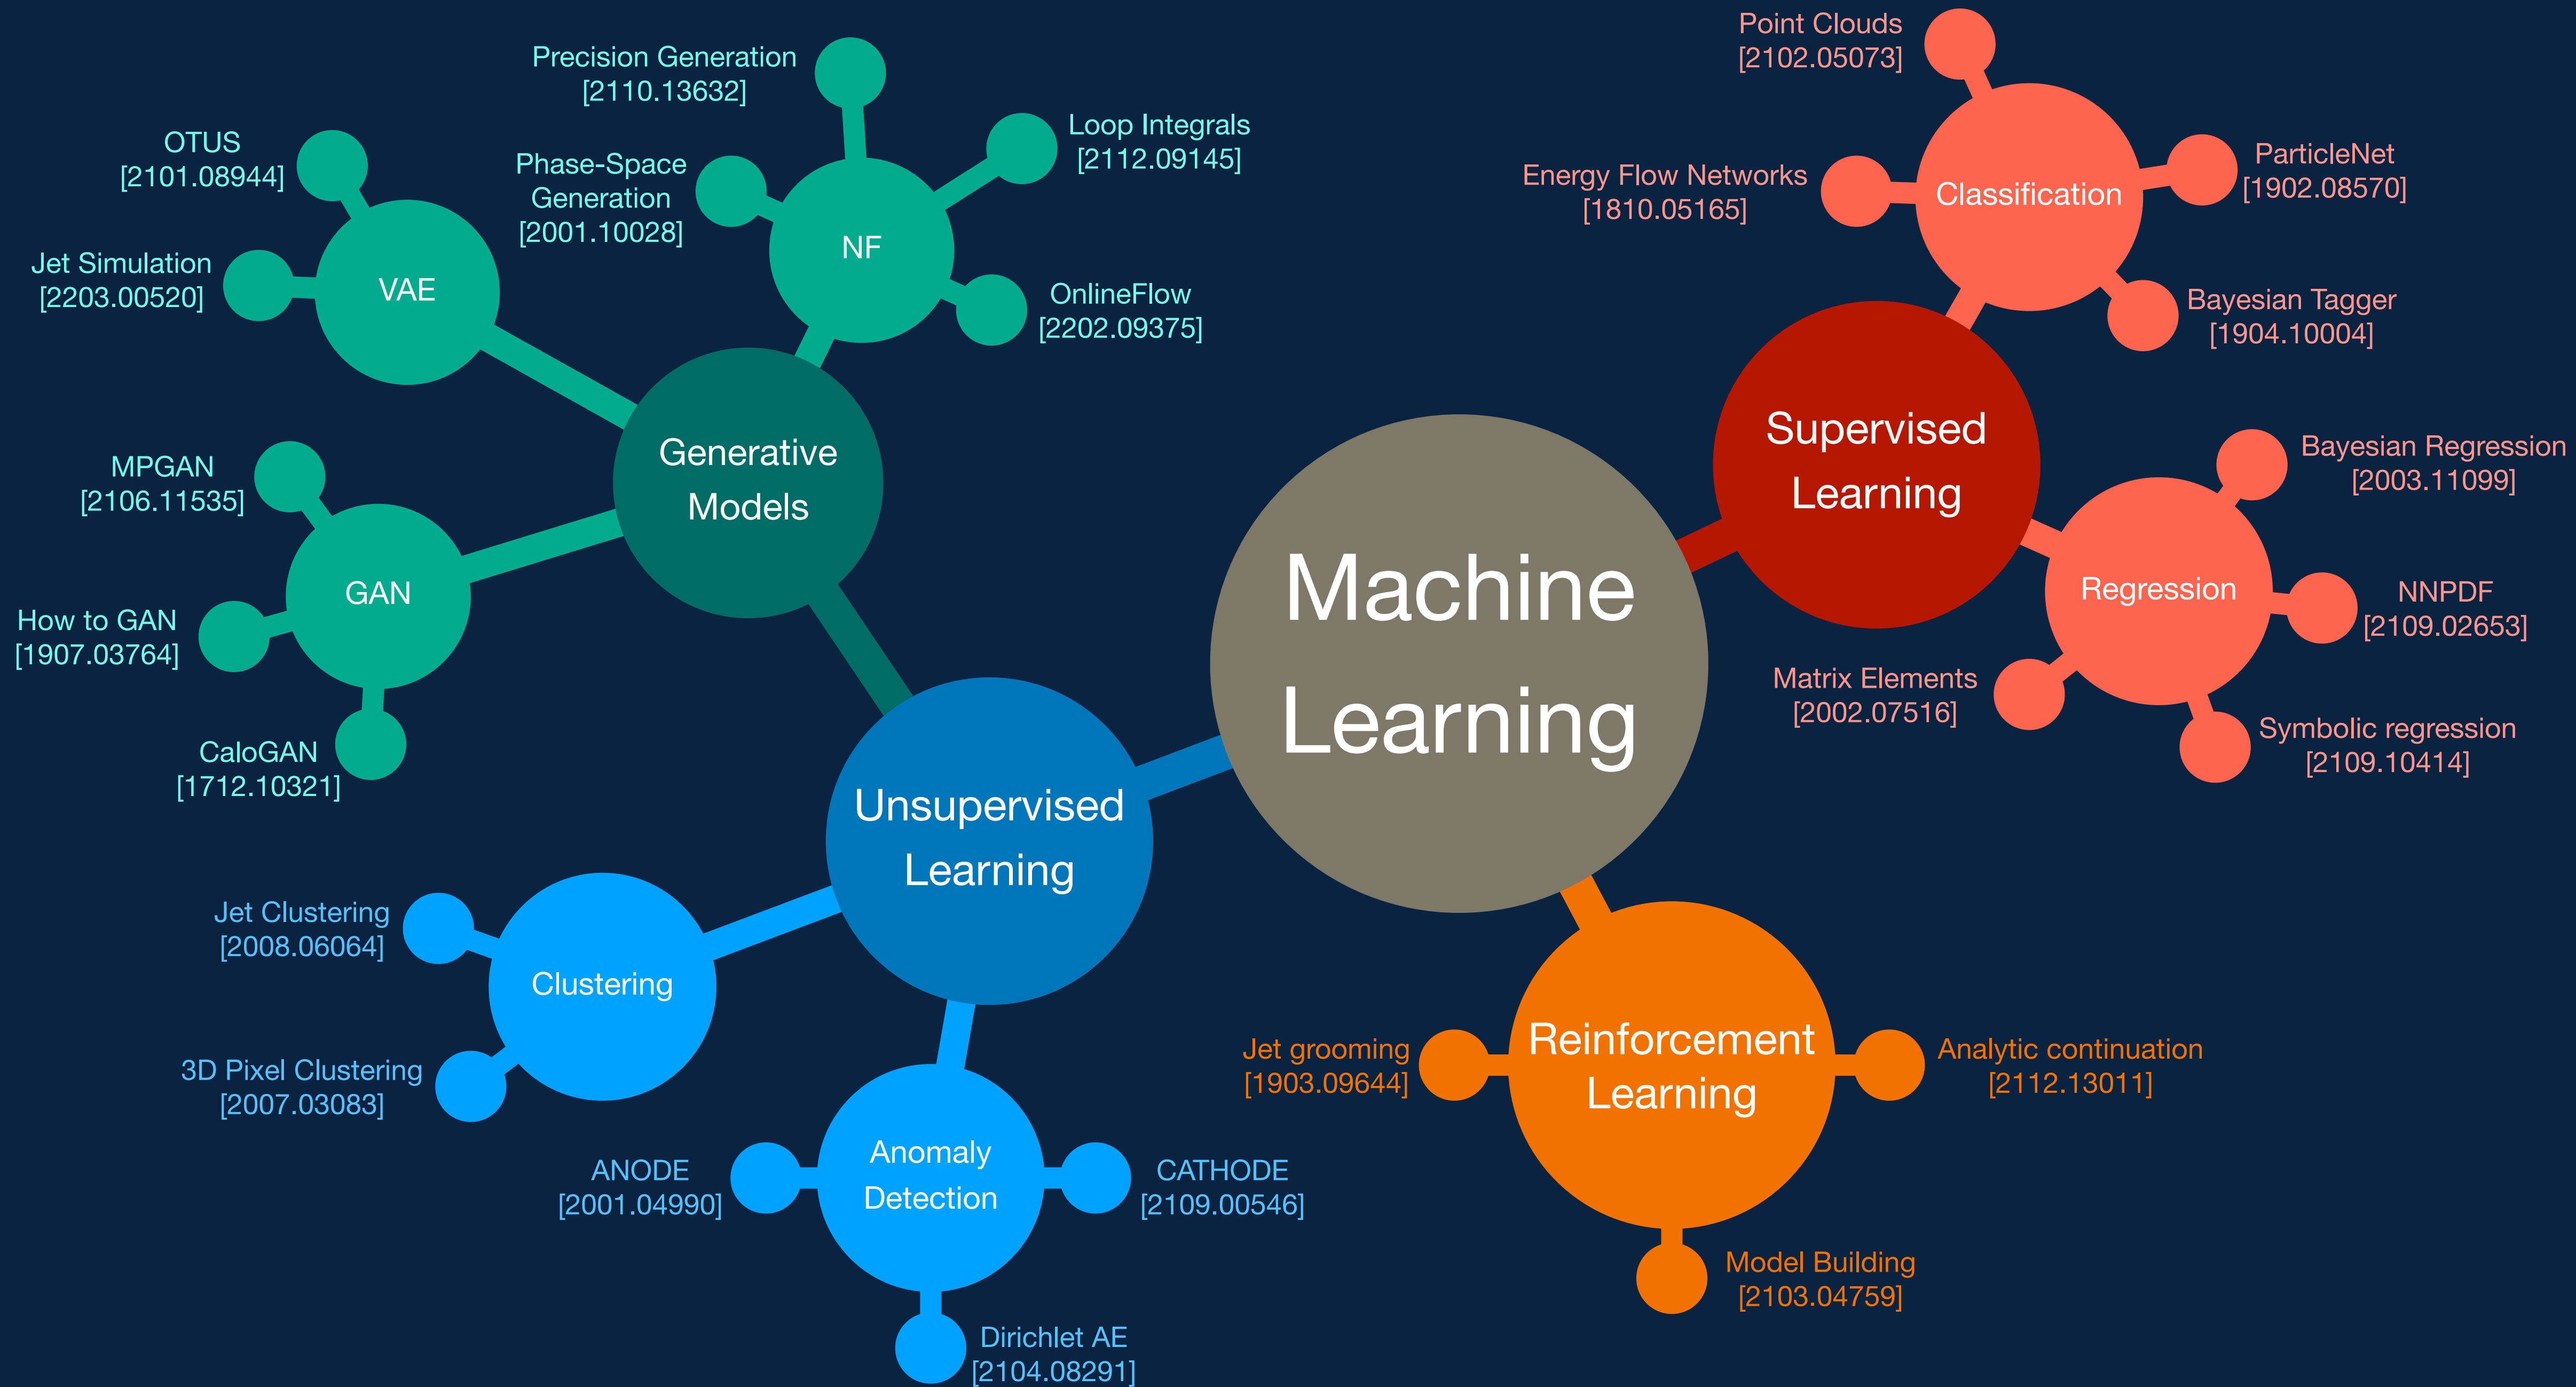 Machine
Learning
Supervised
Learning
Classification
Point Clouds
[2102.05073]
Energy Flow Networks
[1810.05165]
ParticleNet
[1902.08570]
Bayesian Tagger
[1904.10004]
Regression
Bayesian Regression
[2003.11099]
NNPDF
[2109.02653]
Matrix Elements
[2002.07516]
Symbolic regression
[2109.10414]
Reinforcement
Learning
Jet grooming
[1903.09644]
Analytic continuation
[2112.13011]
Model Building
[2103.04759]
Unsupervised
Learning
Generative
Models
NF
Precision Generation
[2110.13632]
Phase-Space
Generation
[2001.10028]
Loop Integrals
[2112.09145]
OnlineFlow
[2202.09375]
VAE
OTUS
[2101.08944]
Jet Simulation
[2203.00520]
GAN
MPGAN
[2106.11535]
How to GAN
[1907.03764]
CaloGAN
[1712.10321]
Clustering
Jet Clustering
[2008.06064]
3D Pixel Clustering
[2007.03083]
Anomaly
Detection
ANODE
[2001.04990]
CATHODE
[2109.00546]
Dirichlet AE
[2104.08291]